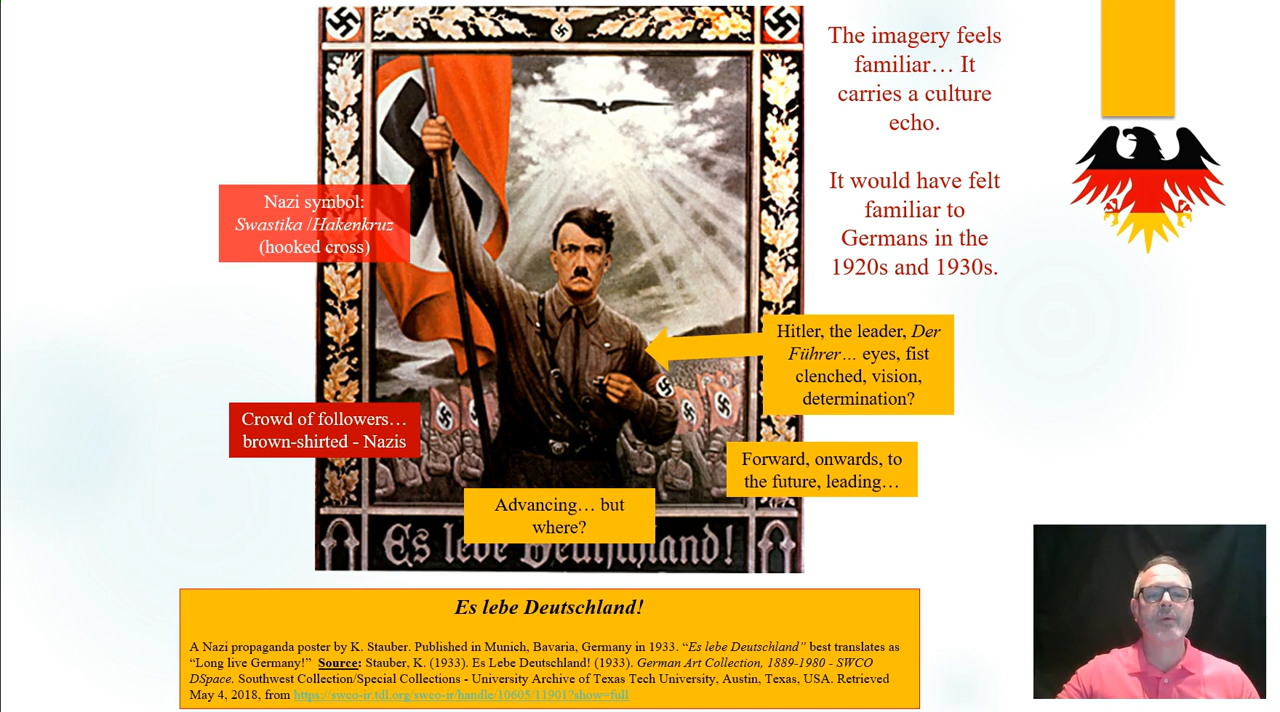 The imagery feels
familiar… It
carries a culture
echo.
It would have felt
familiar to
Germans in the
1920s and 1930s.
Nazi symbol:
Swastika /Hakenkruz
(hooked cross)
Hitler, the leader, Der
Führer… eyes, fist
clenched, vision,
determination?
Crowd of followers…
brown-shirted - Nazis
Forward, onwards, to
the future, leading…
Advancing… but
where?
Es lebe Deutschland!
Es lebe Deutschland!
A Nazi propaganda poster by K. Stauber. Published in Munich, Bavaria, Germany in 1933. “Es lebe Deutschland” best translates as
“Long live Germany!” Source: Stauber, K. (1933). Es Lebe Deutschland! (1933). German Art Collection, 1889-1980 - SWCO
DSpace. Southwest Collection/Special Collections - University Archive of Texas Tech University, Austin, Texas, USA. Retrieved
May 4, 2018, from https://swco-ir.tdl.org/swco-ir/handle/10605/11901?show=full